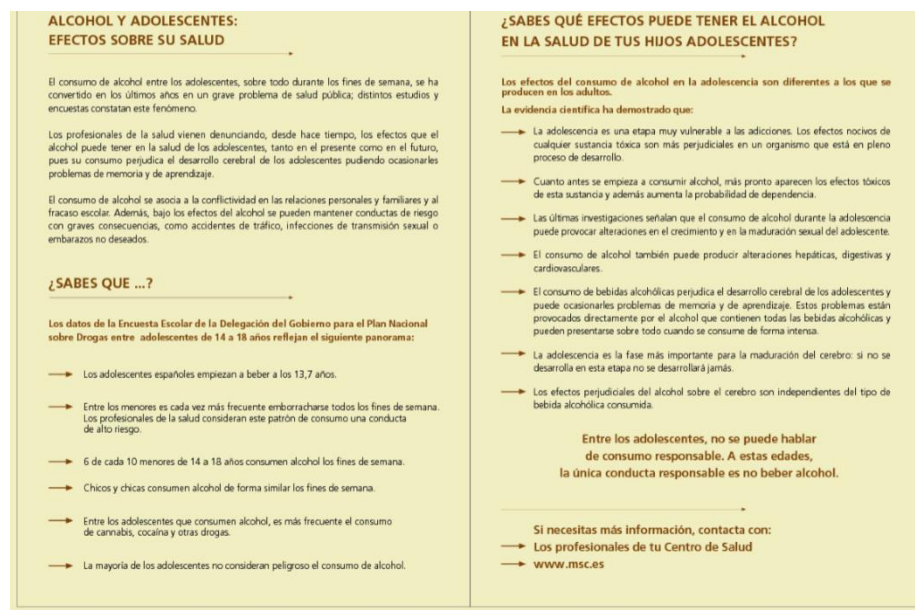 ALCOHOL Y ADOLESCENTES:
EFECTOS SOBRE SU SALUD
El consumo de alcohol entre los adolescentes, sobre todo durante los fines de semana, se ha
convertido en los últimos años en un grave problema de salud pública; distintos estudios y
encuestas constatan este fenómeno.
Los profesionales de la salud vienen denunciando, desde hace tiempo, los efectos que el
alcohol puede tener en la salud de los adolescentes, tanto en el presente como en el futuro,
pues su consumo perjudica el desarrollo cerebral de los adolescentes pudiendo ocasionarles
problemas de memoria y de aprendizaje.
El consumo de alcohol se asocia a la conflictividad en las relaciones personales y familiares y al
fracaso escolar. Además, bajo los efectos del alcohol se pueden mantener conductas de riesgo
con graves consecuencias, como accidentes de tráfico, infecciones de transmisión sexual o
embarazos no deseados.
¿SABES QUE ...?
Los datos de la Encuesta Escolar de la Delegación del Gobierno para el Plan Nacional
sobre Drogas entre adolescentes de 14 a 18 años reflejan el siguiente panorama:
Los adolescentes españoles empiezan a beber a los 13,7 años.
Entre los menores es cada vez más frecuente emborracharse todos los fines de semana.
Los profesionales de la salud consideran este patrón de consumo una conducta
de alto riesgo.
6 de cada 10 menores de 14 a 18 años consumen alcohol los fines de semana.
Chicos y chicas consumen alcohol de forma similar los fines de semana.
Entre los adolescentes que consumen alcohol, es más frecuente el consumo
de cannabis, cocaína y otras drogas.
La mayoría de los adolescentes no consideran peligroso el consumo de alcohol.
¿SABES QUÉ EFECTOS PUEDE TENER EL ALCOHOL
EN LA SALUD DE TUS HIJOS ADOLESCENTES?
Los efectos del consumo de alcohol en la adolescencia son diferentes a los que se
producen en los adultos.
La evidencia científica ha demostrado que:
La adolescencia es una etapa muy vulnerable a las adicciones. Los efectos nocivos de
cualquier sustancia tóxica son más perjudiciales en un organismo que está en pleno
proceso de desarrollo.
Cuanto antes se empieza a consumir alcohol, más pronto aparecen los efectos tóxicos
de esta sustancia y además aumenta la probabilidad de dependencia.
Las últimas investigaciones señalan que el consumo de alcohol durante la adolescencia
puede provocar alteraciones en el crecimiento y en la maduración sexual del adolescente.
El consumo de alcohol también puede producir alteraciones hepáticas, digestivas y
cardiovasculares.
El consumo de bebidas alcohólicas perjudica el desarrollo cerebral de los adolescentes y
puede ocasionarles problemas de memoria y de aprendizaje. Estos problemas están
provocados directamente por el alcohol que contienen todas las bebidas alcohólicas y
pueden presentarse sobre todo cuando se consume de forma intensa.
La adolescencia es la fase más importante para la maduración del cerebro: si no se
desarrolla en esta etapa no se desarrollará jamás.
Los efectos perjudiciales del alcohol sobre el cerebro son independientes del tipo de
bebida alcohólica consumida.
Entre los adolescentes, no se puede hablar
de consumo responsable. A estas edades,
la única conducta responsable es no beber alcohol.
Si necesitas más información, contacta con:
Los profesionales de tu Centro de Salud
www.msc.es